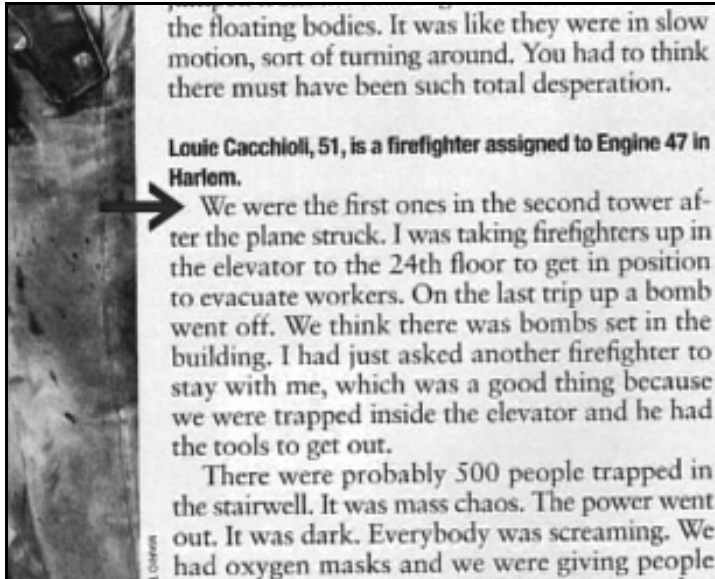 the floating bodies. It was like they were in slow
motion, sort of turning around. You had to think
there must have been such total desperation.
Louie Cacchioli, 51, is a firefighter assigned to Engine 47 in
Harlem.
We were the first ones in the second tower af-
ter the plane struck. I was taking firefighters up in
the elevator to the 24th floor to get in position
to evacuate workers. On the last trip up a bomb
went off. We think there was bombs set in the
building. I had just asked another firefighter to
stay with me, which was a good thing because
we were trapped inside the elevator and he had
the tools to get out.
There were probably 500 people trapped in
the stairwell. It was mass chaos. The power went
out. It was dark. Everybody was screaming. We
had oxygen masks and we were giving people